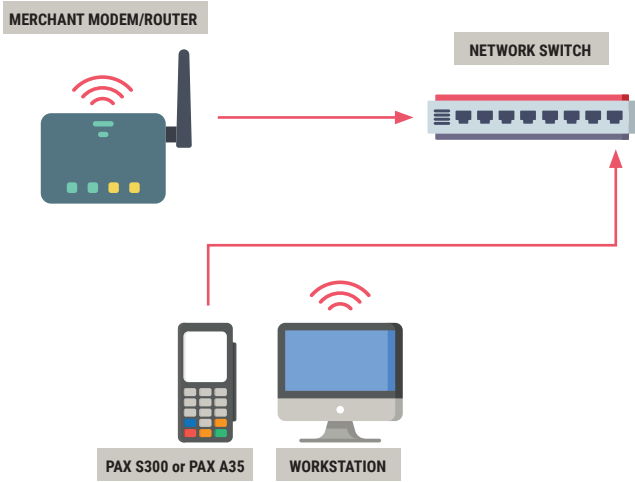 MERCHANT MODEM/ROUTER
NETWORK SWITCH
PAX S300 or PAX A35
WORKSTATION